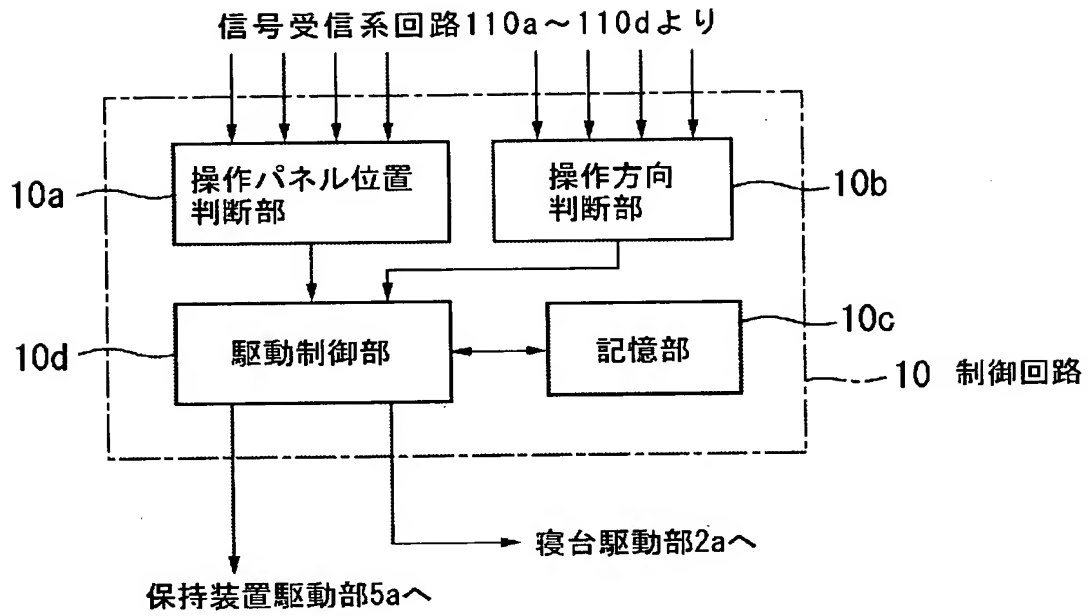 信号受信系回路110a～110dより
操作パネル位置
判断部
10a
操作方向
判断部
10b
駆動制御部
10d
記憶部
10c
10 制御回路
寝台駆動部2aへ
保持装置駆動部5aへ